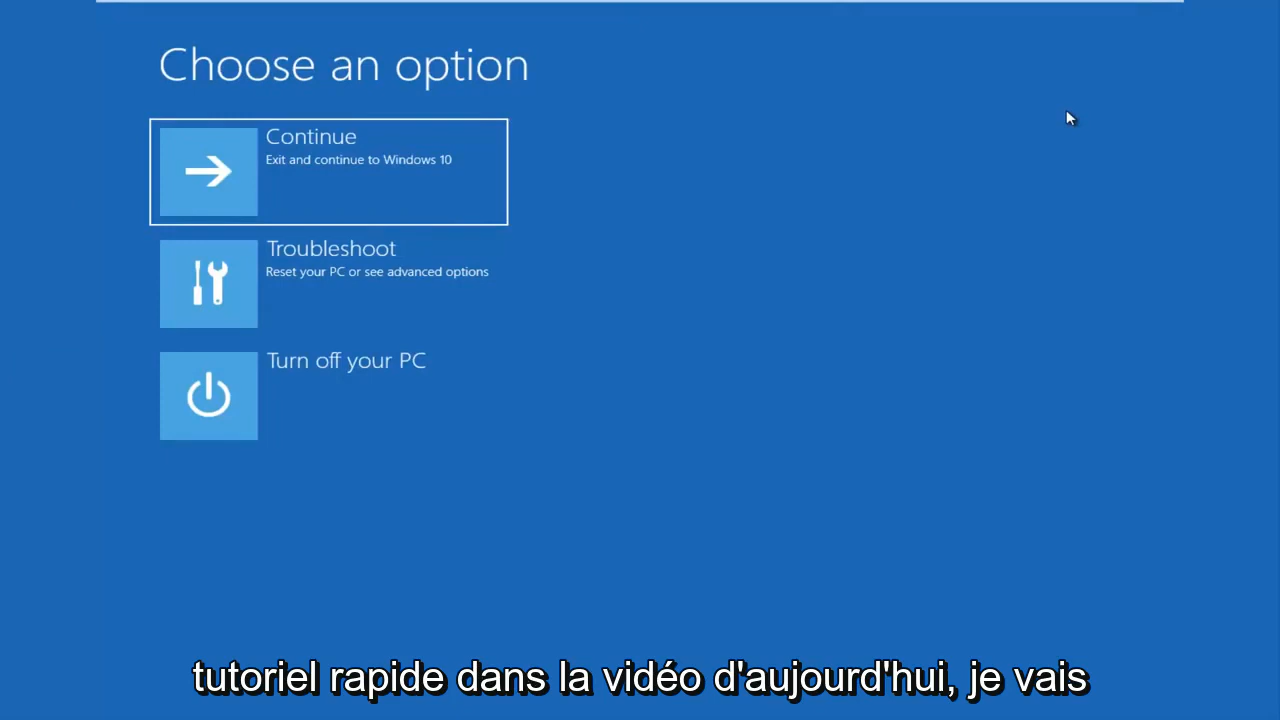 Choose an option
Continue
Exit and continue to Windows 10
Troubleshoot
Reset your PC or see advanced options
Turn off your PC
tutoriel rapide dans la vidéo d'aujourd'hui, je vais